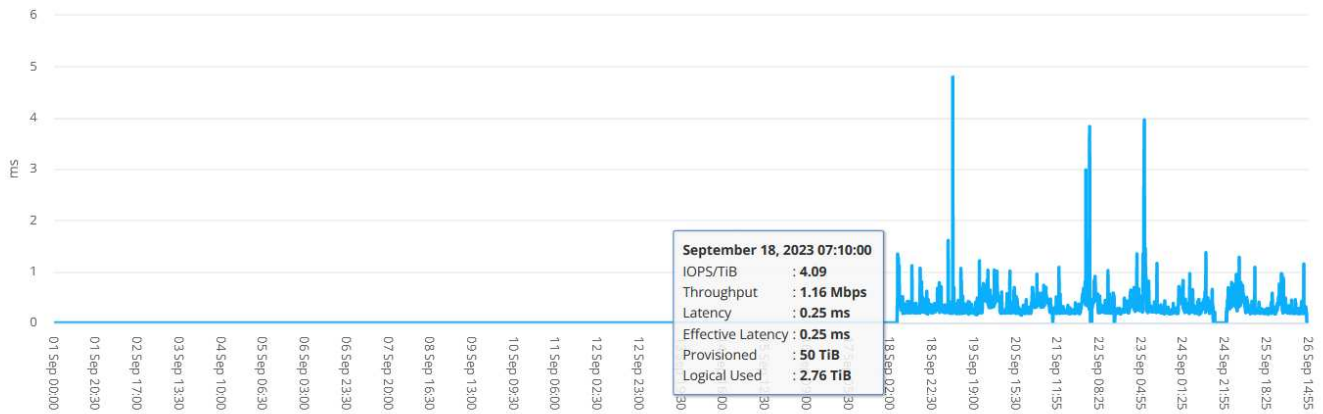 6
5
4
ms
3
2
1
0
September 18, 2023 07:10:00
IOPS/TiB : 4.09
Throughput : 1.16 Mbps
Latency : 0.25 ms
Effective Latency : 0.25 ms
Provisioned : 50 TiB
Logical Used : 2.76 TiB
01 Sep 00:00
01 Sep 20:30
02 Sep 17:00
03 Sep 13:30
04 Sep 10:00
05 Sep 06:30
06 Sep 03:00
06 Sep 23:30
07 Sep 20:00
08 Sep 16:30
09 Sep 13:00
10 Sep 09:30
11 Sep 06:00
12 Sep 02:30
12 Sep 23:00
18 Sep 02:00
18 Sep 22:30
19 Sep 19:00
20 Sep 15:30
21 Sep 11:55
22 Sep 08:25
23 Sep 04:55
24 Sep 01:25
24 Sep 21:55
25 Sep 18:25
26 Sep 14:55